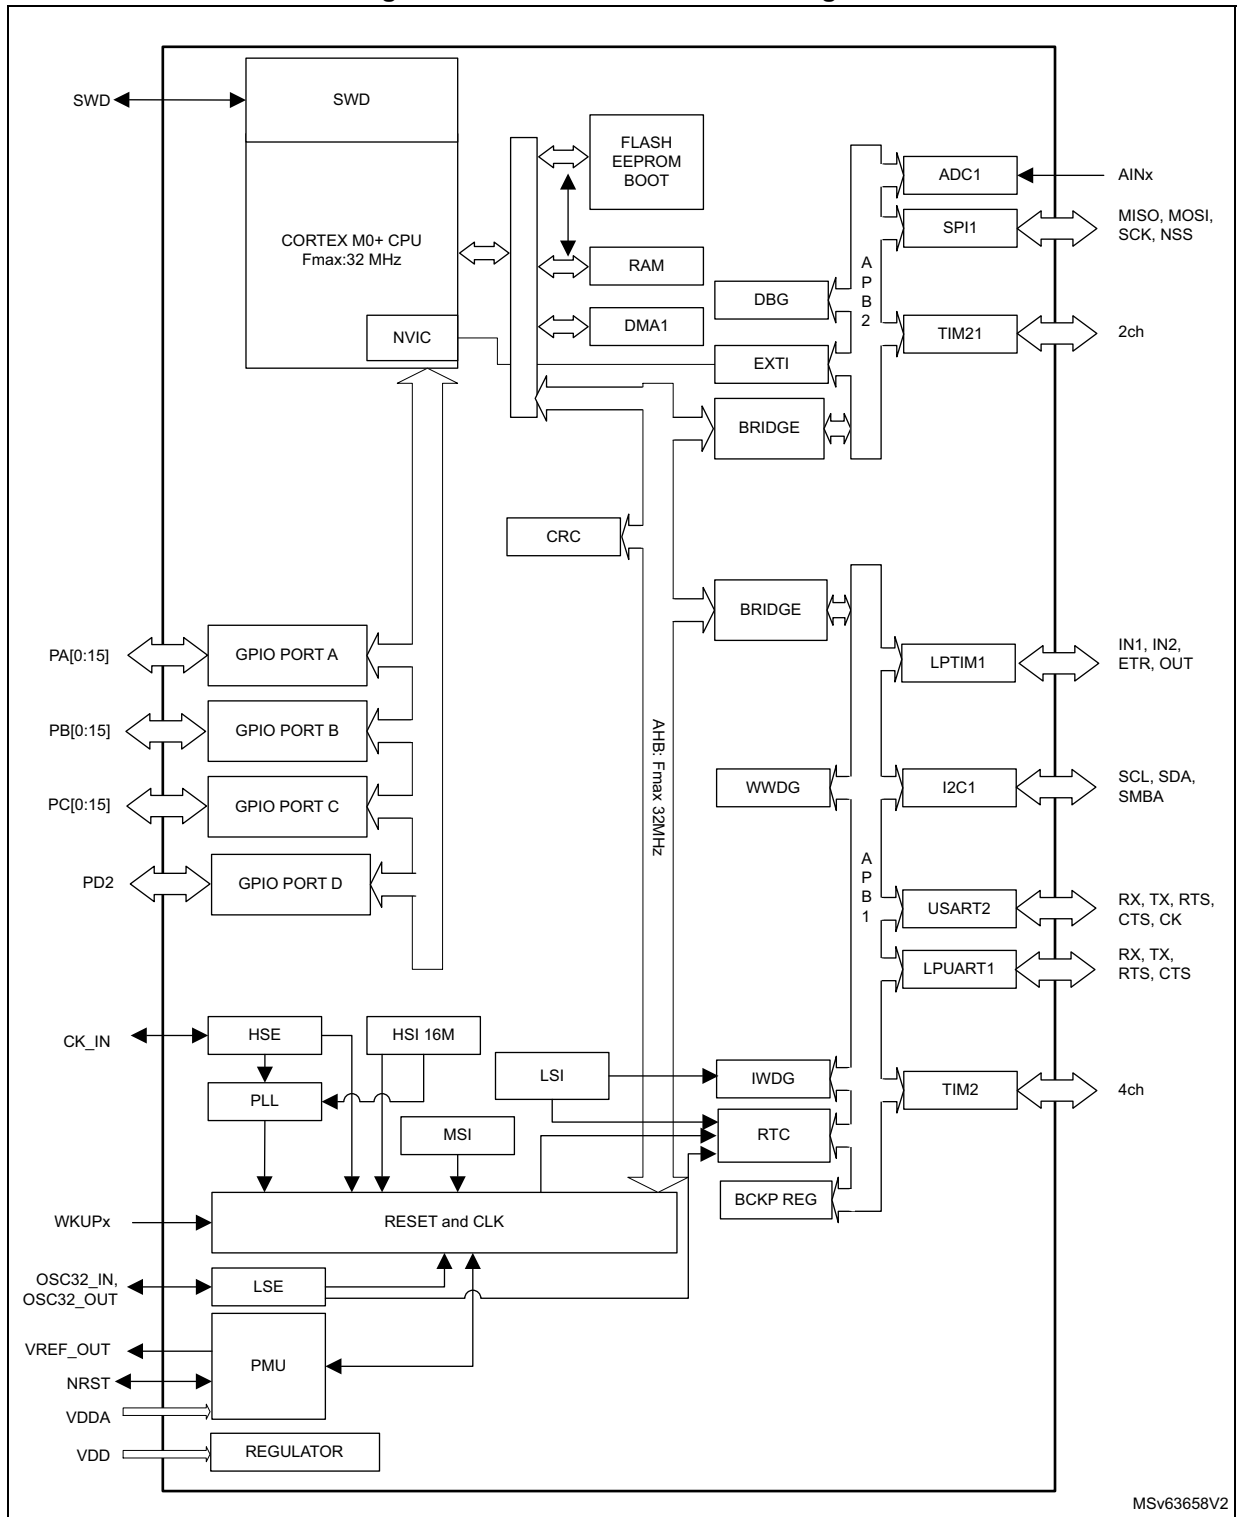 SWD
SWD
FLASH
EEPROM
BOOT
ADC1
AINx
SPI1
MISO, MOSI,
SCK, NSS
CORTEX M0+ CPU
Fmax:32 MHz
RAM
A
P
B
2
DBG
DMA1
NVIC
TIM21
2ch
EXTI
BRIDGE
CRC
BRIDGE
PA[0:15]
GPIO PORT A
LPTIM1
IN1, IN2,
ETR, OUT
PB[0:15]
GPIO PORT B
AHB: Fmax 32MHz
PC[0:15]
GPIO PORT C
WWDG
I2C1
SCL, SDA,
SMBA
PD2
GPIO PORT D
A
P
B
1
USART2
RX, TX, RTS,
CTS, CK
LPUART1
RX, TX,
RTS, CTS
CK_IN
HSE
HSI 16M
LSI
IWDG
PLL
TIM2
4ch
MSI
RTC
BCKP REG
WKUPx
RESET and CLK
OSC32_IN,
OSC32_OUT
LSE
VREF_OUT
PMU
NRST
VDDA
VDD
REGULATOR
MSv63658V2